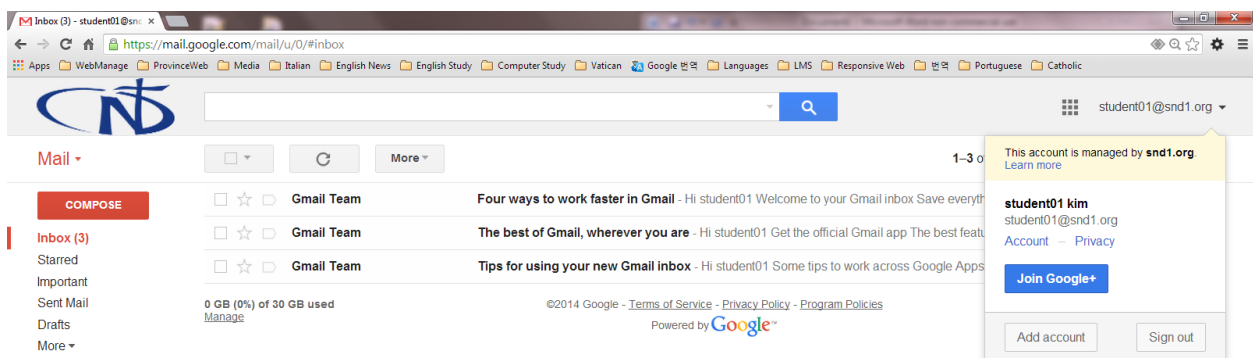 Inbox (3) - student01@snd ×
https://mail.google.com/mail/u/0/#inbox
Apps WebManage ProvinceWeb Media Italian English News English Study Computer Study Vatican Google 번역 Languages LMS Responsive Web 번역 Portuguese Catholic
student01@snd1.org
Mail
More
1–3 o
This account is managed by snd1.org.
Learn more
COMPOSE
Gmail Team Four ways to work faster in Gmail - Hi student01 Welcome to your Gmail inbox Save everyth
student01 kim
student01@snd1.org
Inbox (3)
Gmail Team The best of Gmail, wherever you are - Hi student01 Get the official Gmail app The best featu
Account – Privacy
Starred
Gmail Team Tips for using your new Gmail inbox - Hi student01 Some tips to work across Google Apps
Join Google+
Important
Sent Mail
0 GB (0%) of 30 GB used
Manage
©2014 Google - Terms of Service - Privacy Policy - Program Policies
Powered by Google™
Drafts
More
Add account Sign out